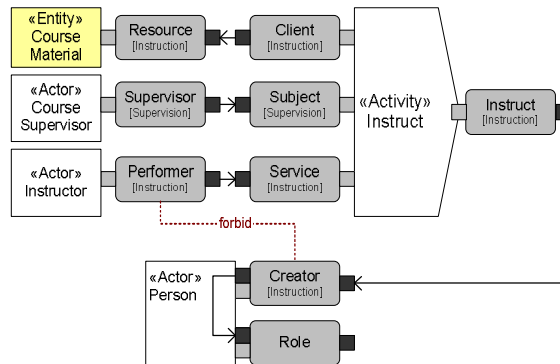 «Entity»
Course
Material
Resource
[Instruction]
Client
[Instruction]
«Actor»
Course
Supervisor
Supervisor
[Supervision]
Subject
[Supervision]
«Activity»
Instruct
Instruct
[Instruction]
«Actor»
Instructor
Performer
[Instruction]
Service
[Instruction]
forbid
«Actor»
Person
Creator
[Instruction]
Role